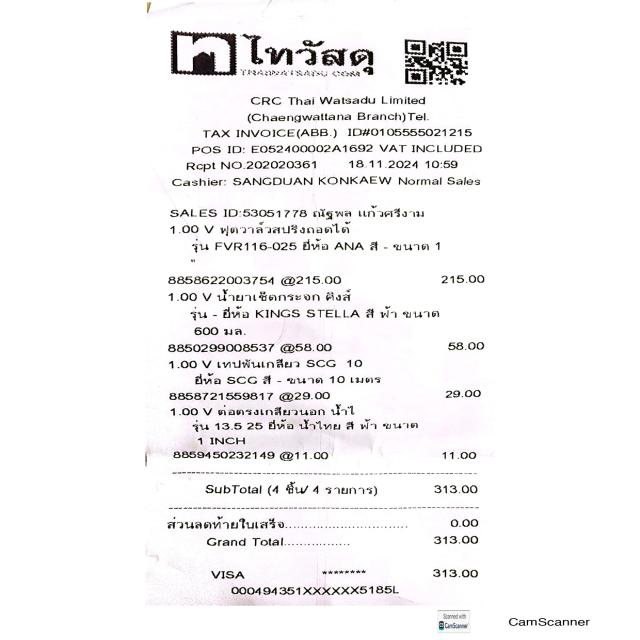 ไทวัสดุ
THAIWATSADU.COM
CRC Thai Watsadu Limited
(Chaengwattana Branch)Tel.
TAX INVOICE(ABB.) ID#0105555021215
POS ID: E052400002A1692 VAT INCLUDED
Rcpt NO.202020361 18.11.2024 10:59
Cashier: SANGDUAN KONKAEW Normal Sales
SALES ID:53051778 ณัฐพล แก้วศรีงาม
1.00 V ฟุตวาล์วสปริงถอดได้
รุ่น FVR116-025 ยี่ห้อ ANA สี - ขนาด 1
"
8858622003754 @215.00 215.00
1.00 V น้ำยาเช็ดกระจก คิงส์
รุ่น - ยี่ห้อ KINGS STELLA สี ฟ้า ขนาด
600 มล.
8850299008537 @58.00 58.00
1.00 V เทปพันเกลียว SCG 10
ยี่ห้อ SCG สี - ขนาด 10 เมตร
8858721559817 @29.00 29.00
1.00 V ต่อตรงเกลียวนอก น้ำไ
รุ่น 13.5 25 ยี่ห้อ น้ำไทย สี ฟ้า ขนาด
1 INCH
8859450232149 @11.00 11.00
SubTotal (4 ชิ้น/ 4 รายการ) 313.00
ส่วนลดท้ายใบเสร็จ.............................. 0.00
Grand Total................ 313.00
VISA ******** 313.00
000494351XXXXXX5185L
Scanned with
CamScanner
CamScanner